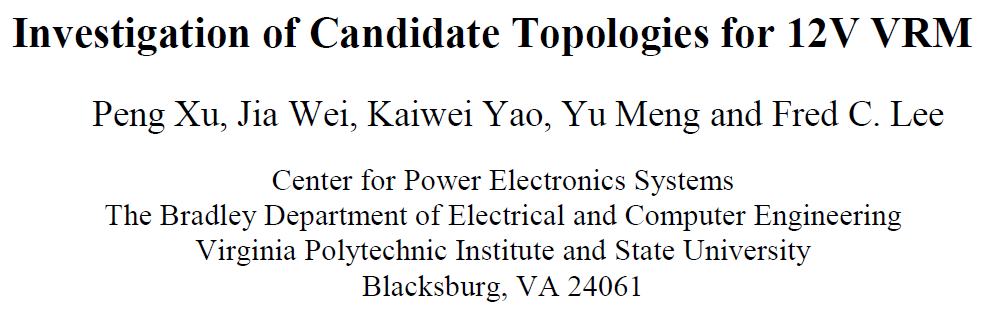 Investigation of Candidate Topologies for 12V VRM
Peng Xu, Jia Wei, Kaiwei Yao, Yu Meng and Fred C. Lee
Center for Power Electronics Systems
The Bradley Department of Electrical and Computer Engineering
Virginia Polytechnic Institute and State University
Blacksburg, VA 24061